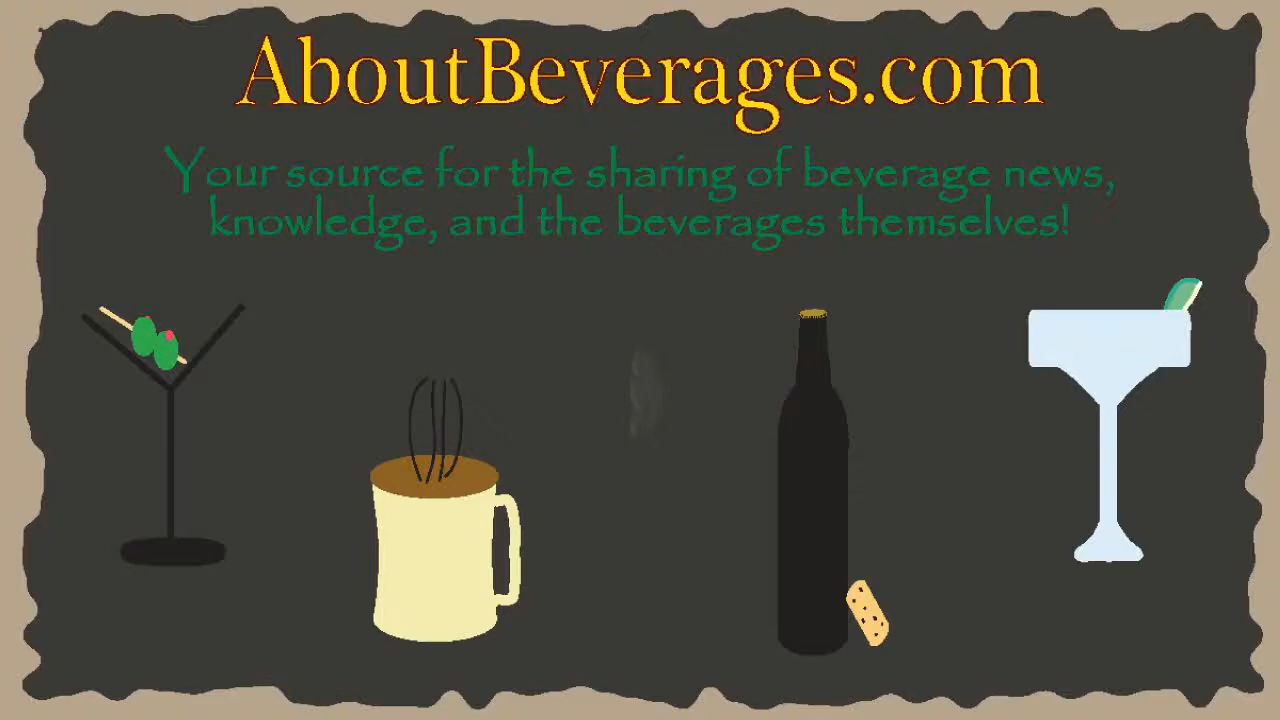 AboutBeverages.com
Your source for the sharing of beverage news,
knowledge, and the beverages themselves!